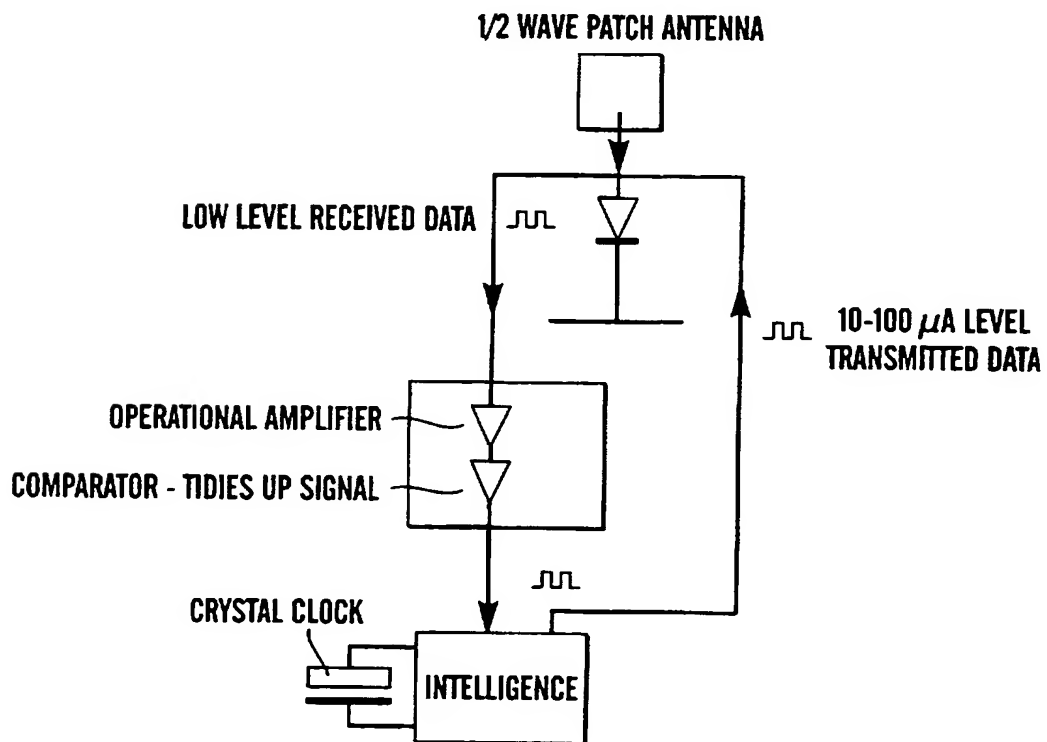 1/2 WAVE PATCH ANTENNA
LOW LEVEL RECEIVED DATA
10-100 μA LEVEL
TRANSMITTED DATA
OPERATIONAL AMPLIFIER
COMPARATOR - TIDIES UP SIGNAL
CRYSTAL CLOCK
INTELLIGENCE